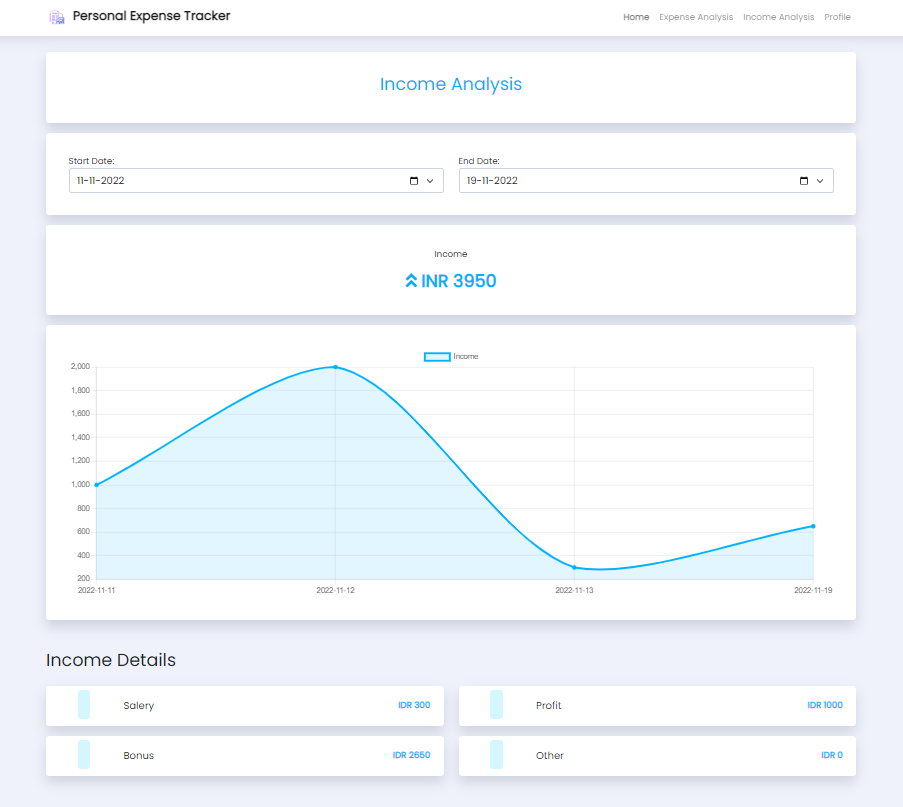 Personal Expense Tracker
Home Expense Analysis Income Analysis Profile
Income Analysis
Start Date: End Date:
11-11-2022 19-11-2022
Income
INR 3950
Income
2,000
1,800
1,600
1,400
1,200
1,000
800
600
400
200
2022-11-11 2022-11-12 2022-11-13 2022-11-19
Income Details
Salery IDR 300 Profit IDR 1000
Bonus IDR 2650 Other IDR 0